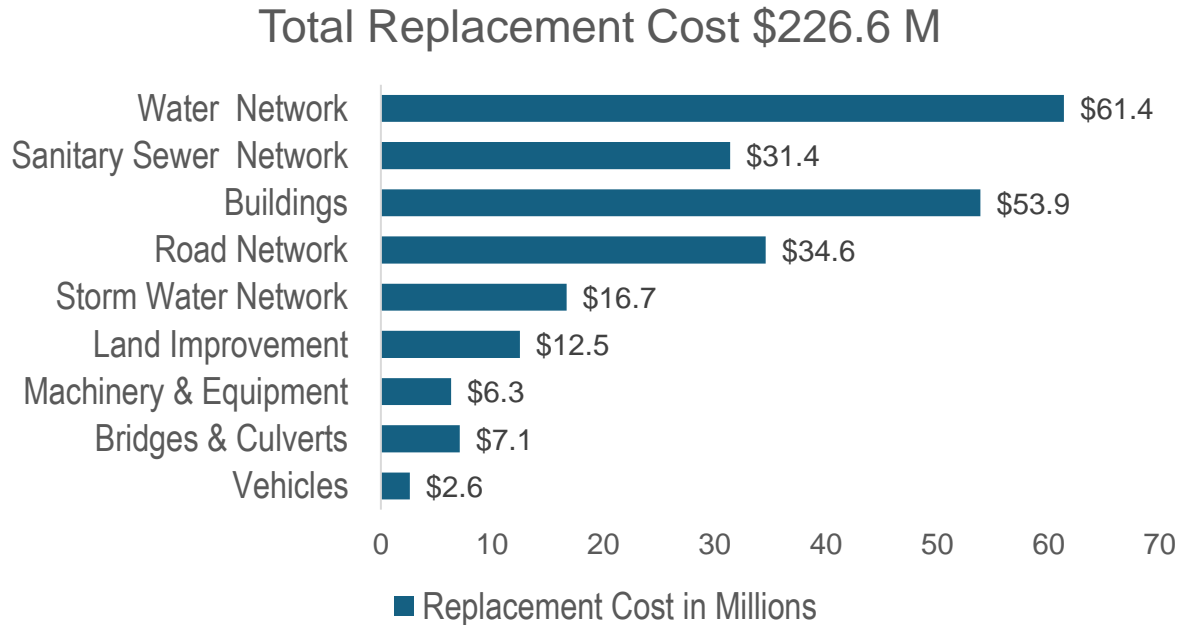 Total Replacement Cost $226.6 M
Water Network $61.4
Sanitary Sewer Network $31.4
Buildings $53.9
Road Network $34.6
Storm Water Network $16.7
Land Improvement $12.5
Machinery & Equipment $6.3
Bridges & Culverts $7.1
Vehicles $2.6
0 10 20 30 40 50 60 70
Replacement Cost in Millions